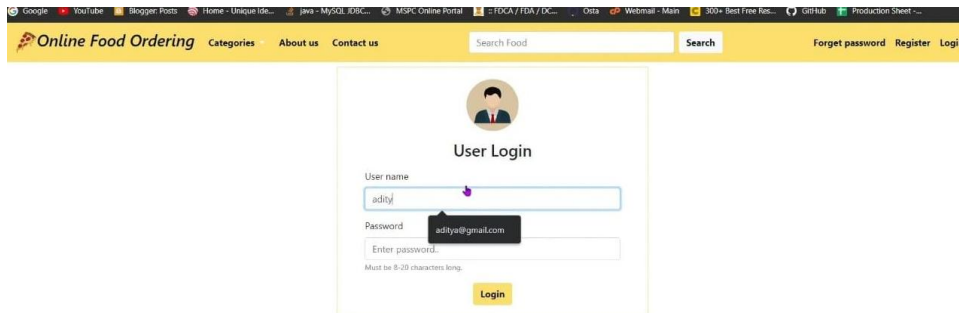 Google YouTube Blogger: Posts Home - Unique Ide... java - MySQL JDBC... MSPC Online Portal :: FDCA / FDA / DC... Osta Webmail - Main 300+ Best Free Res... GitHub Production Sheet -...
Online Food Ordering Categories About us Contact us Search Food Search Forget password Register Logi
User Login
User name
adity
Password
aditya@gmail.com
Enter password..
Must be 8-20 characters long.
Login